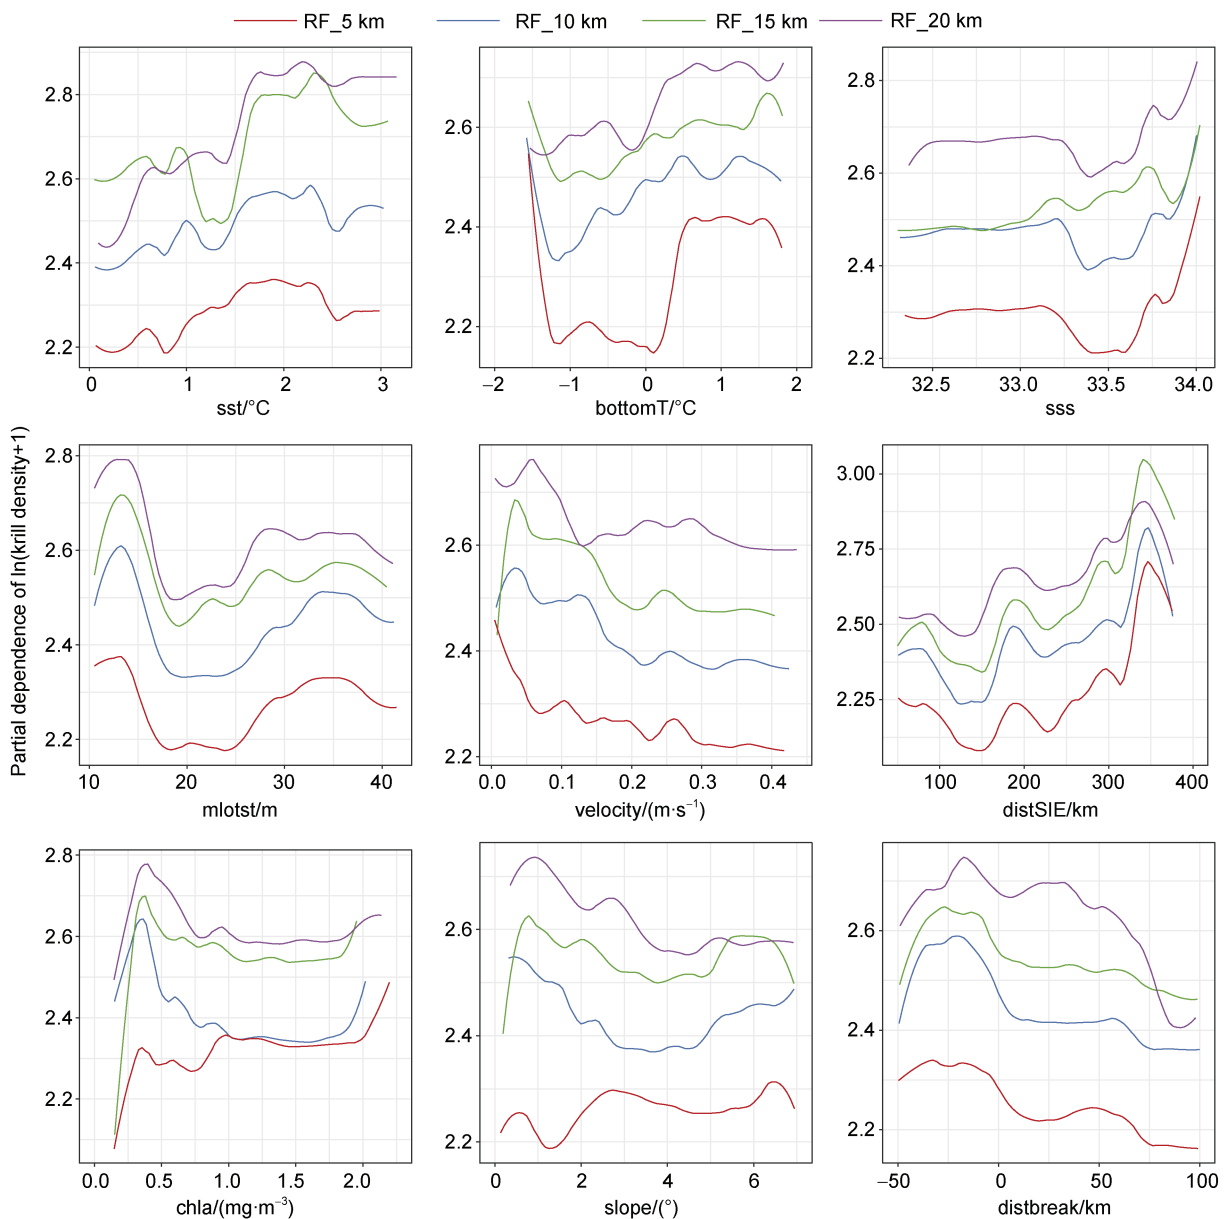 RF_5 km RF_10 km RF_15 km RF_20 km
2.8 2.6 2.4 2.2
0 1 2 3
sst/°C
2.6 2.4 2.2
−2 −1 0 1 2
bottomT/°C
2.8 2.6 2.4 2.2
32.5 33.0 33.5 34.0
sss
Partial dependence of ln(krill density+1)
2.8 2.6 2.4 2.2
10 20 30 40
mlotst/m
2.6 2.4 2.2
0.0 0.1 0.2 0.3 0.4
velocity/(m·s⁻¹)
3.00 2.75 2.50 2.25
100 200 300 400
distSIE/km
2.8 2.6 2.4 2.2
0.0 0.5 1.0 1.5 2.0
chla/(mg·m⁻³)
2.6 2.4 2.2
0 2 4 6
slope/(°)
2.6 2.4 2.2
−50 0 50 100
distbreak/km